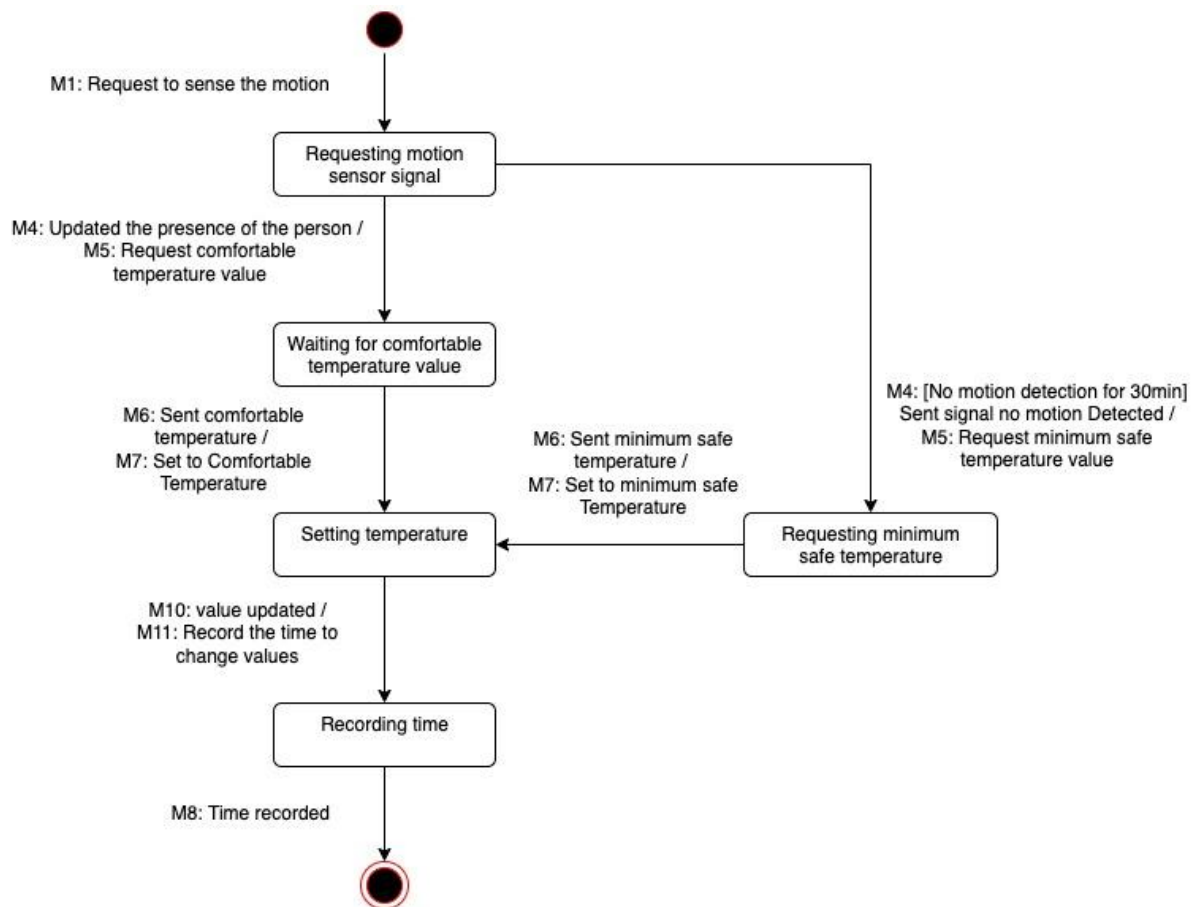 M1: Request to sense the motion
Requesting motion
sensor signal
M4: Updated the presence of the person /
M5: Request comfortable
temperature value
Waiting for comfortable
temperature value
M4: [No motion detection for 30min]
Sent signal no motion Detected /
M5: Request minimum safe
temperature value
M6: Sent comfortable
temperature /
M7: Set to Comfortable
Temperature
M6: Sent minimum safe
temperature /
M7: Set to minimum safe
Temperature
Setting temperature
Requesting minimum
safe temperature
M10: value updated /
M11: Record the time to
change values
Recording time
M8: Time recorded